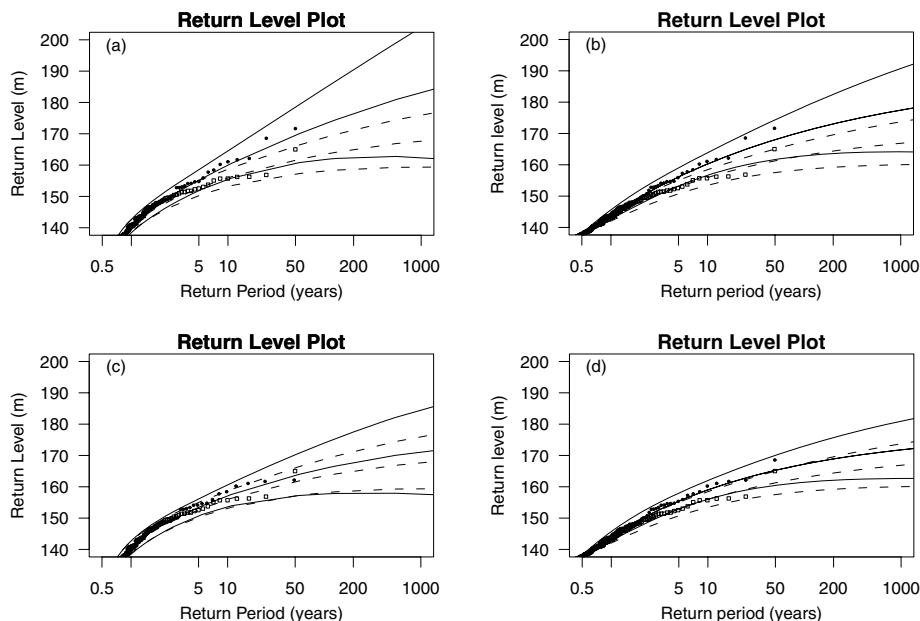 Return Level Plot
(a)
Return Level (m)
200
190
180
170
160
150
140
0.5 5 10 50 200 1000
Return Period (years)
Return Level Plot
(b)
Return Level (m)
200
190
180
170
160
150
140
0.5 5 10 50 200 1000
Return period (years)
Return Level Plot
(c)
Return Level (m)
200
190
180
170
160
150
140
0.5 5 10 50 200 1000
Return Period (years)
Return Level Plot
(d)
Return level (m)
200
190
180
170
160
150
140
0.5 5 10 50 200 1000
Return period (years)